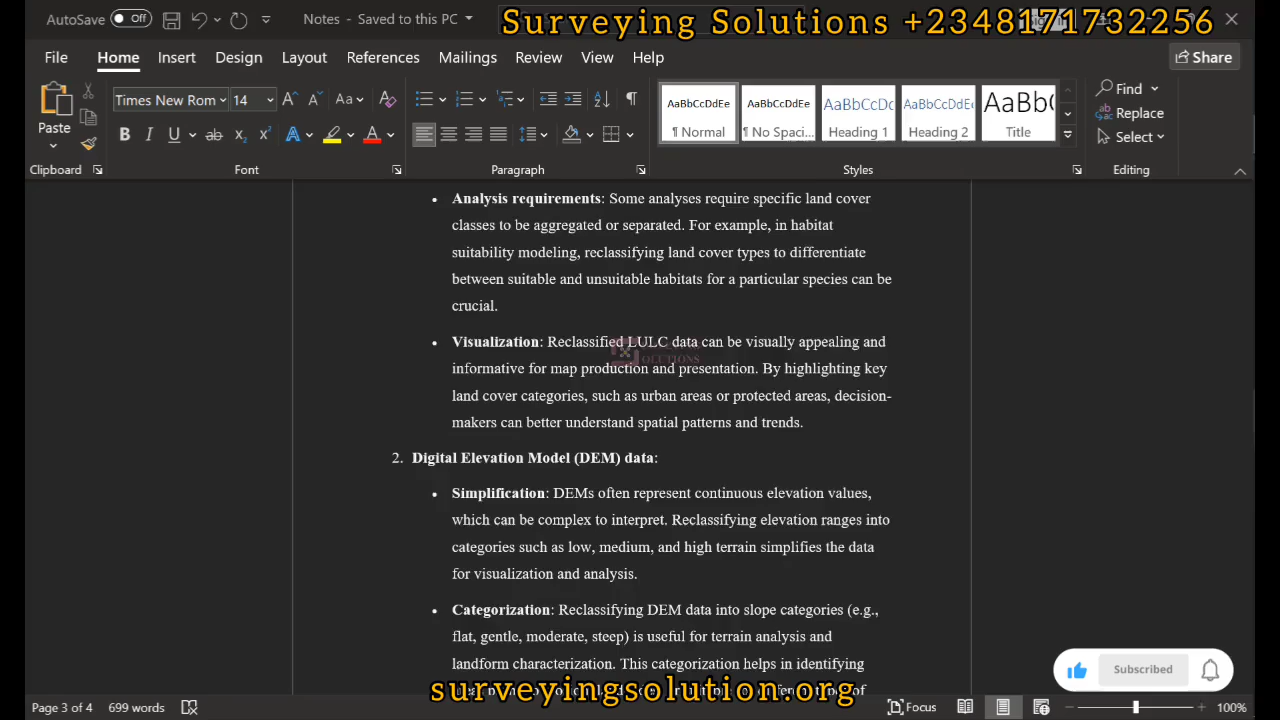 AutoSave Off Notes - Saved to this PC
Surveying Solutions +2348171732256
File Home Insert Design Layout References Mailings Review View Help Share
Paste
Times New Rom 14
Aa
AaBbCcDdEe AaBbCcDdEe AaBbCcDc AaBbCcDdE AaBb
¶ Normal ¶ No Spaci... Heading 1 Heading 2 Title
Find
Replace
Select
Clipboard Font Paragraph Styles Editing
• Analysis requirements: Some analyses require specific land cover
classes to be aggregated or separated. For example, in habitat
suitability modeling, reclassifying land cover types to differentiate
between suitable and unsuitable habitats for a particular species can be
crucial.
• Visualization: Reclassified LULC data can be visually appealing and
informative for map production and presentation. By highlighting key
land cover categories, such as urban areas or protected areas, decision-
makers can better understand spatial patterns and trends.
2. Digital Elevation Model (DEM) data:
• Simplification: DEMs often represent continuous elevation values,
which can be complex to interpret. Reclassifying elevation ranges into
categories such as low, medium, and high terrain simplifies the data
for visualization and analysis.
• Categorization: Reclassifying DEM data into slope categories (e.g.,
flat, gentle, moderate, steep) is useful for terrain analysis and
landform characterization. This categorization helps in identifying
Subscribed
surveyingsolution.org
Page 3 of 4 699 words Focus 100%